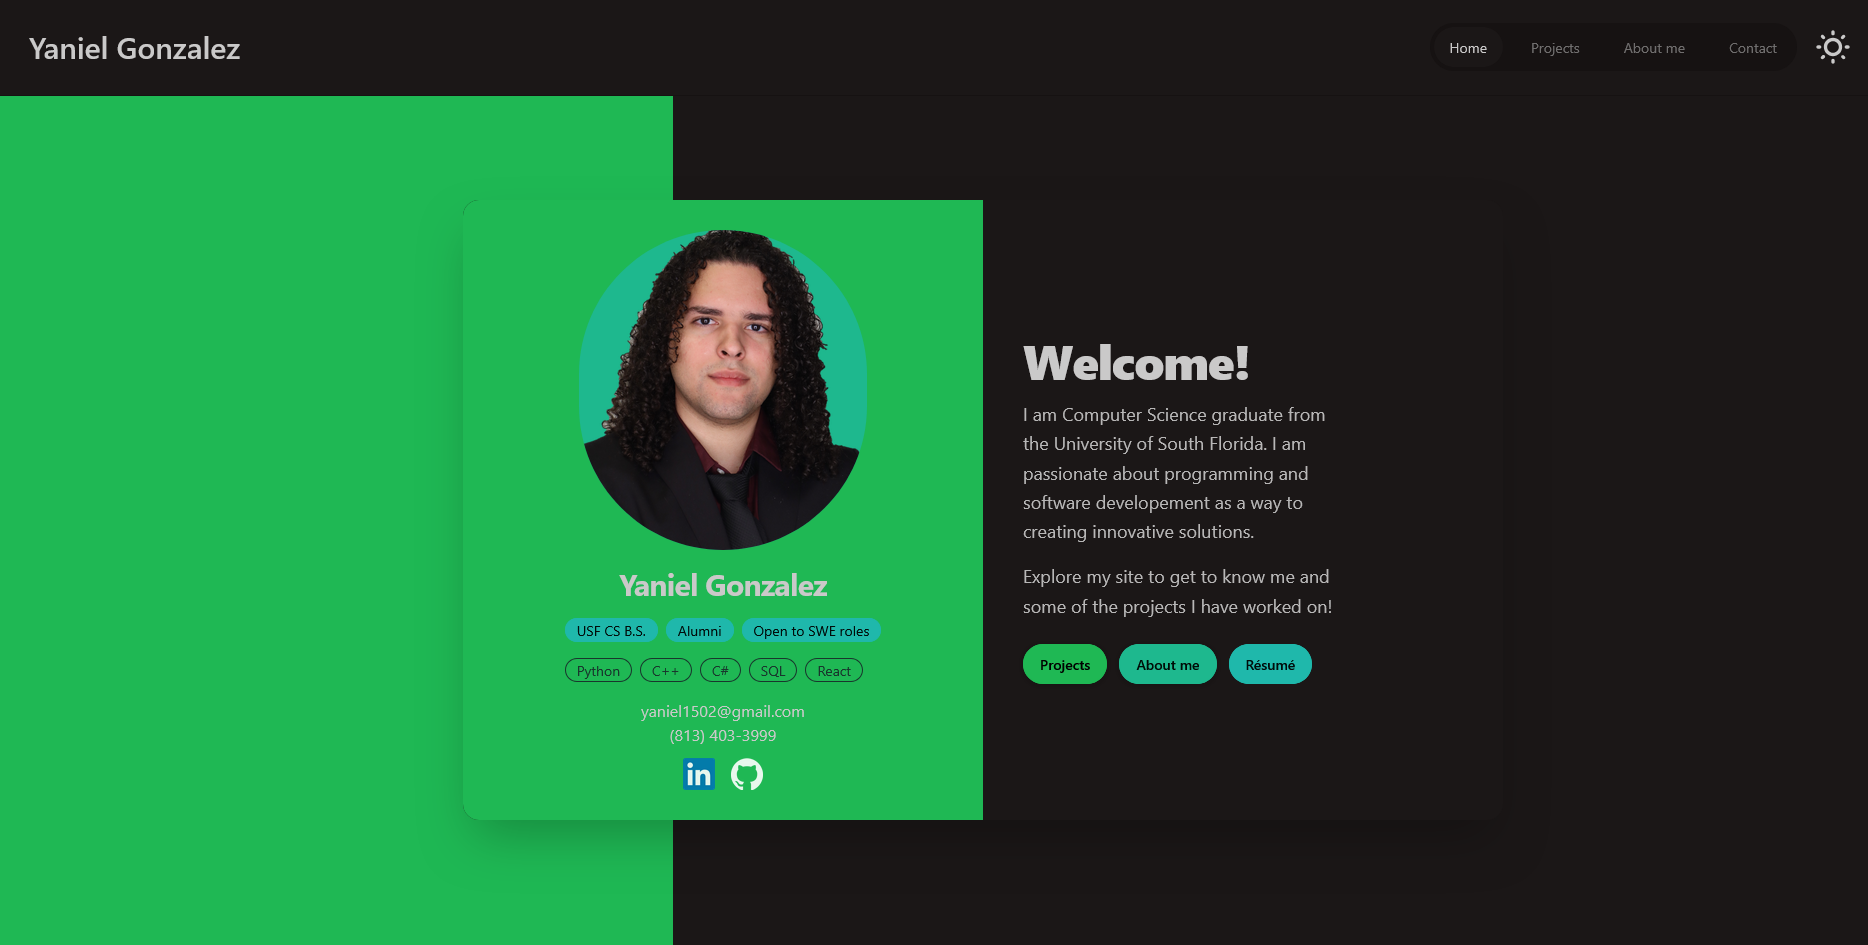 Yaniel Gonzalez
Home
Projects
About me
Contact
Yaniel Gonzalez
USF CS B.S.
Alumni
Open to SWE roles
Python
C++
C#
SQL
React
yaniel1502@gmail.com
(813) 403-3999
in
Welcome!
I am Computer Science graduate from
the University of South Florida. I am
passionate about programming and
software developement as a way to
creating innovative solutions.
Explore my site to get to know me and
some of the projects I have worked on!
Projects
About me
Résumé